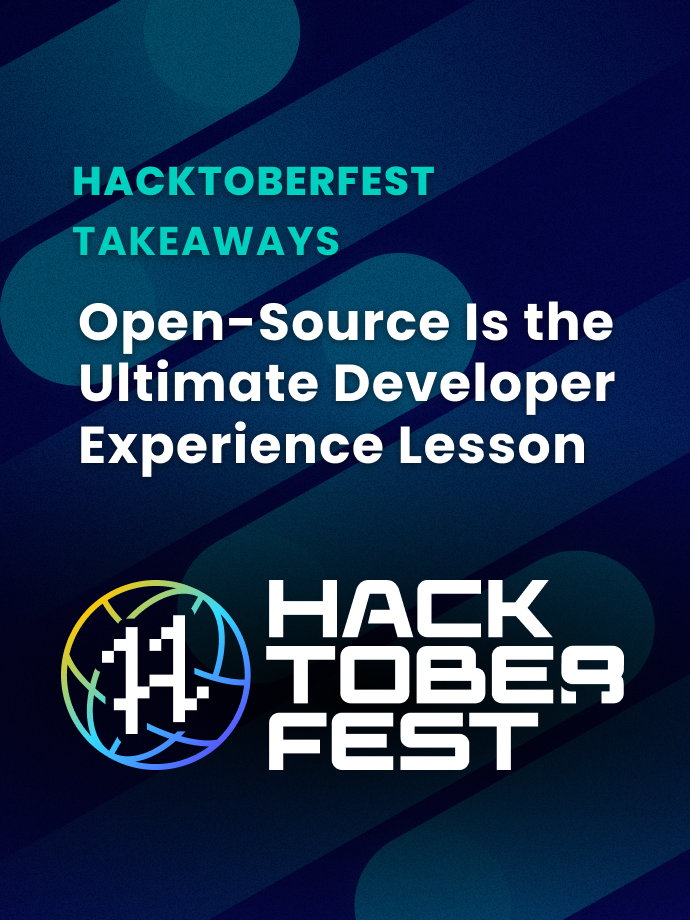 HACKTOBERFEST
TAKEAWAYS
Open-Source Is the
Ultimate Developer
Experience Lesson
H
HACK
TOBER
FEST